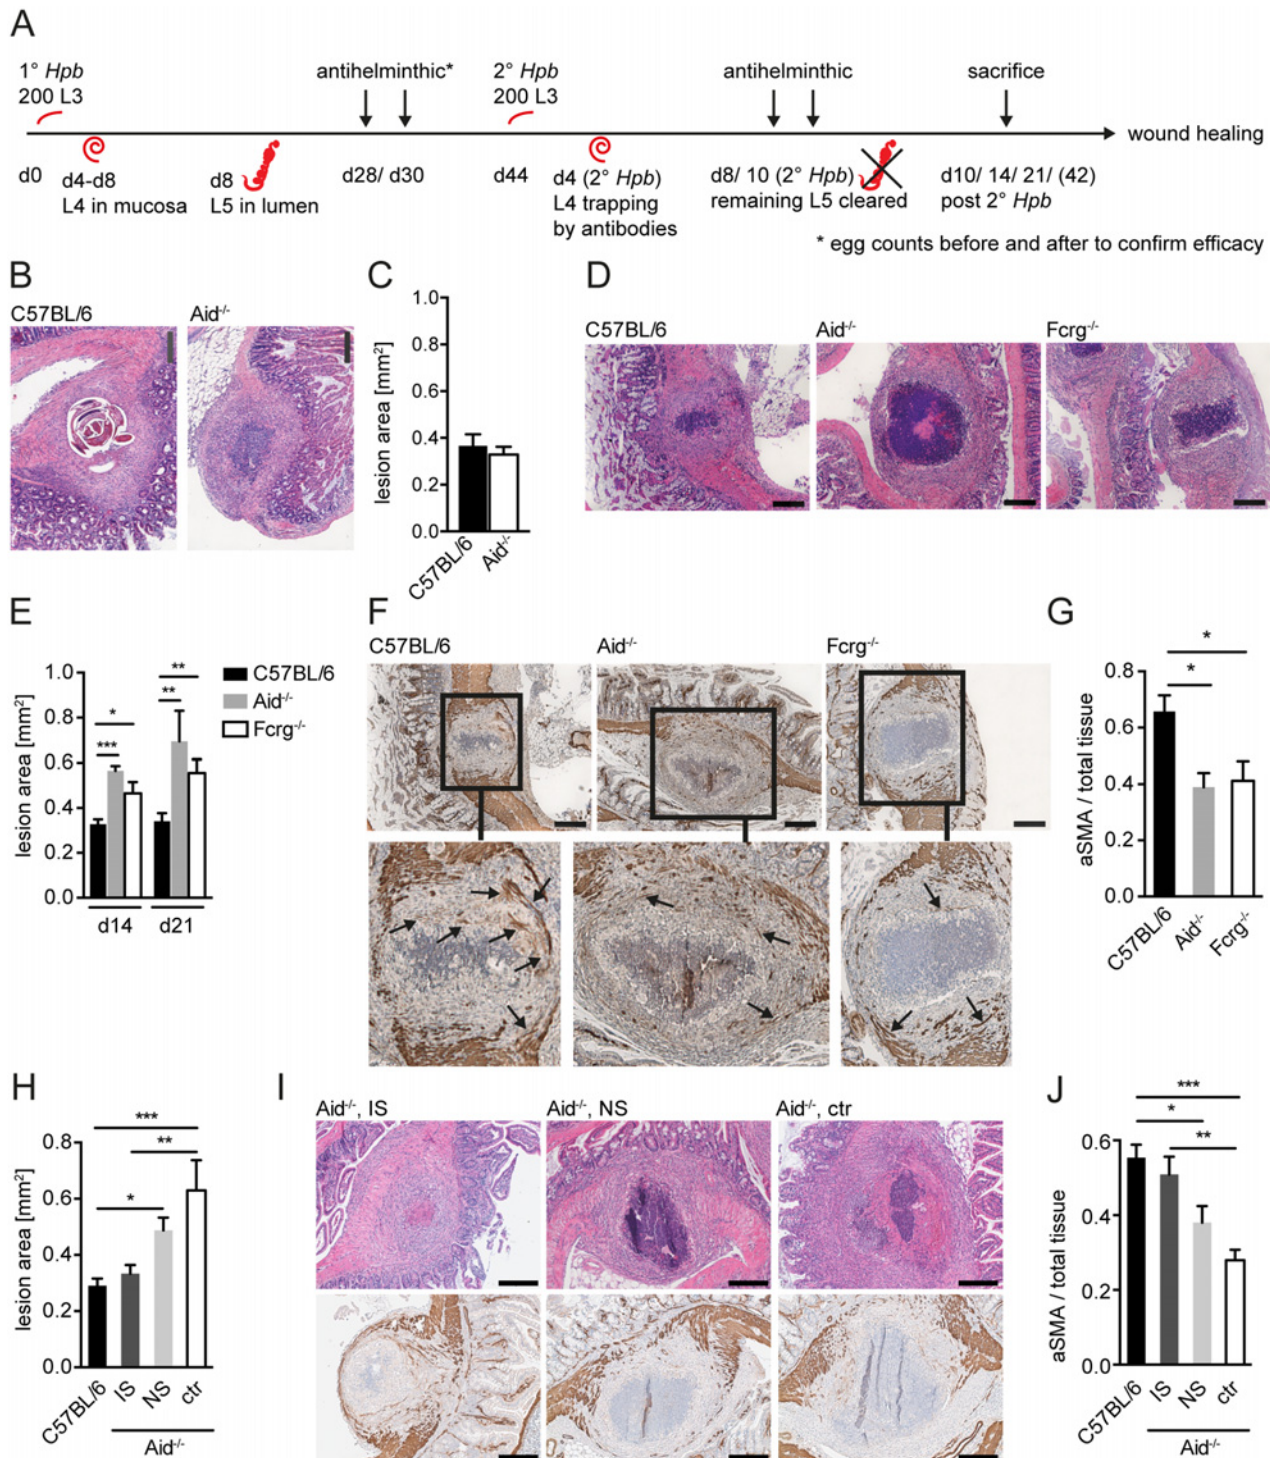 A
1° Hpb
200 L3
antihelminthic*
2° Hpb
200 L3
antihelminthic
sacrifice
wound healing
d0
d4-d8
L4 in mucosa
d8
L5 in lumen
d28/ d30
d44
d4 (2° Hpb)
L4 trapping
by antibodies
d8/ 10 (2° Hpb)
remaining L5 cleared
d10/ 14/ 21/ (42)
post 2° Hpb
* egg counts before and after to confirm efficacy
B
C57BL/6
Aid-/-
C
lesion area [mm²]
1.0
0.8
0.6
0.4
0.2
0.0
C57BL/6
Aid-/-
D
C57BL/6
Aid-/-
Fcrg-/-
E
lesion area [mm²]
1.0
0.8
0.6
0.4
0.2
0.0
***
*
**
**
d14
d21
C57BL/6
Aid-/-
Fcrg-/-
F
C57BL/6
Aid-/-
Fcrg-/-
G
aSMA / total tissue
0.8
0.6
0.4
0.2
0.0
*
*
C57BL/6
Aid-/-
Fcrg-/-
H
lesion area [mm²]
0.8
0.6
0.4
0.2
0.0
***
**
*
C57BL/6
IS
NS
ctr
Aid-/-
I
Aid-/-, IS
Aid-/-, NS
Aid-/-, ctr
J
aSMA / total tissue
0.6
0.4
0.2
0.0
***
*
**
C57BL/6
IS
NS
ctr
Aid-/-